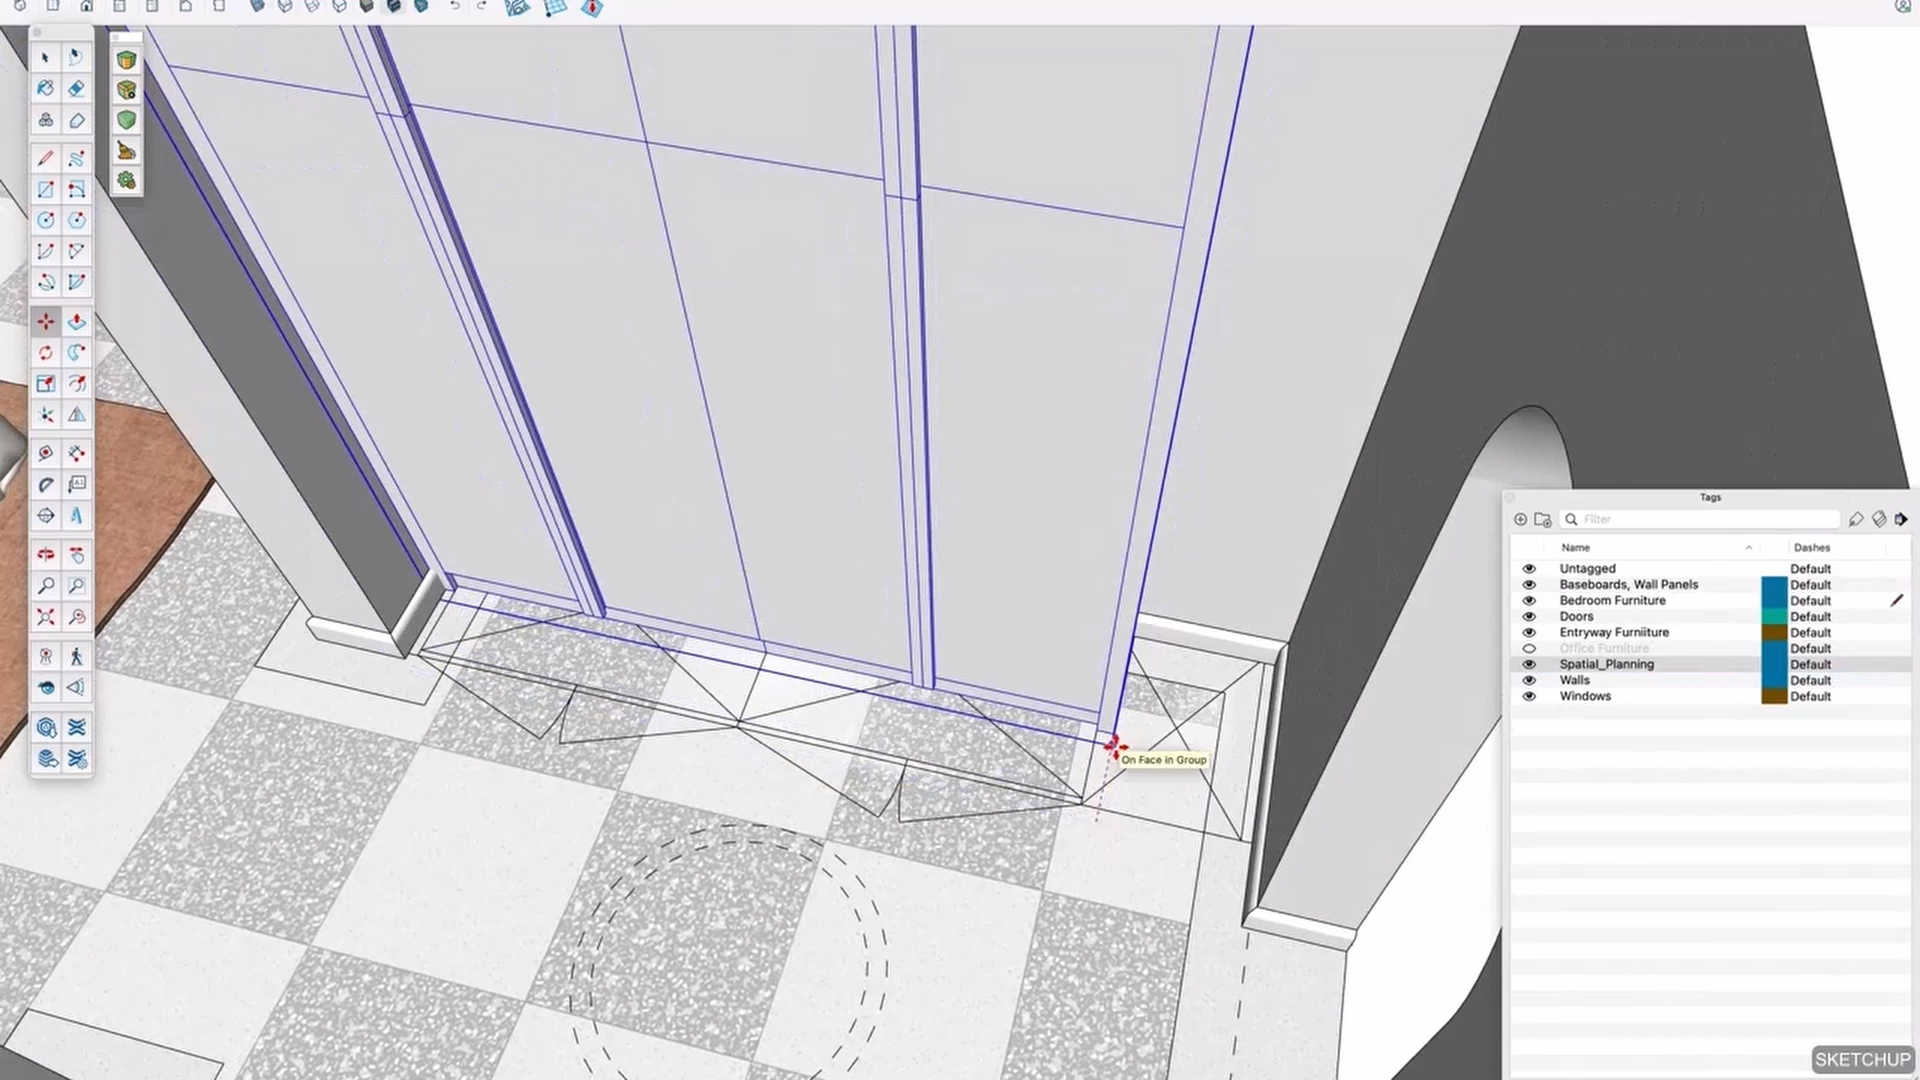 Tags
Filter
Name Dashes
Untagged Default
Baseboards, Wall Panels Default
Bedroom Furniture Default
Doors Default
Entryway Furniiture Default
Office Furniture Default
Spatial_Planning Default
Walls Default
Windows Default
On Face in Group
SKETCHUP